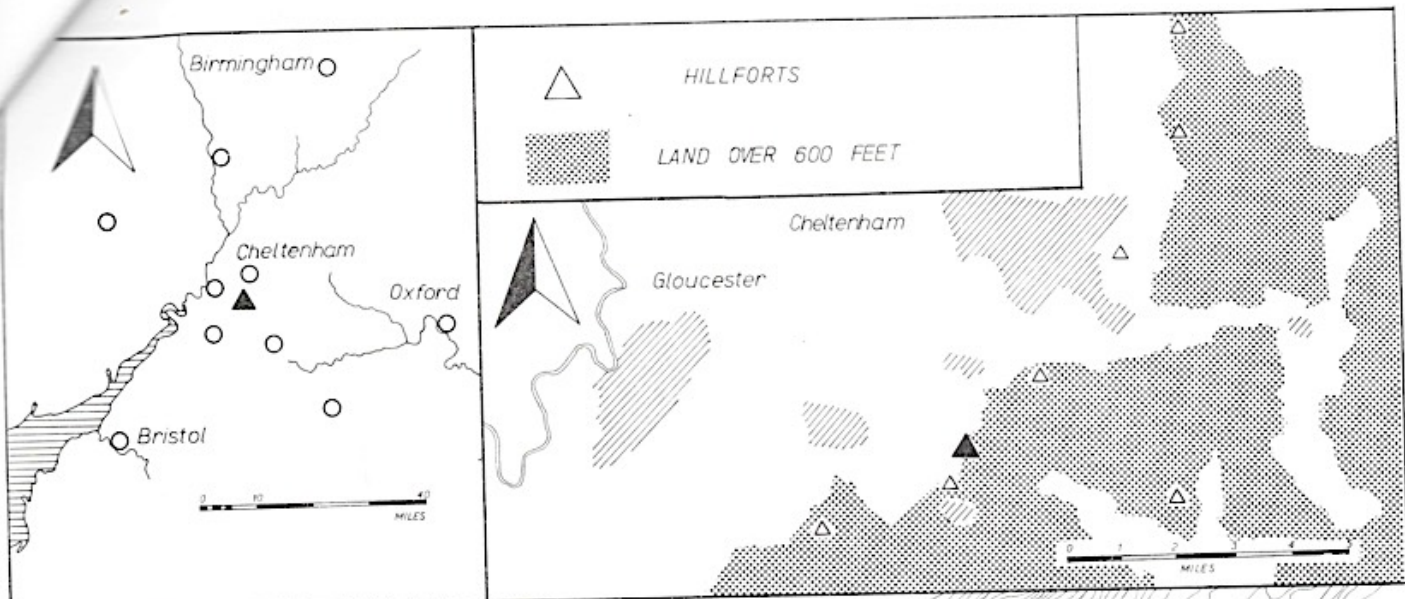 Birmingham
Cheltenham
Oxford
Bristol
0 10 40
MILES
HILLFORTS
LAND OVER 600 FEET
Cheltenham
Gloucester
0 1 2 3 4 5
MILES